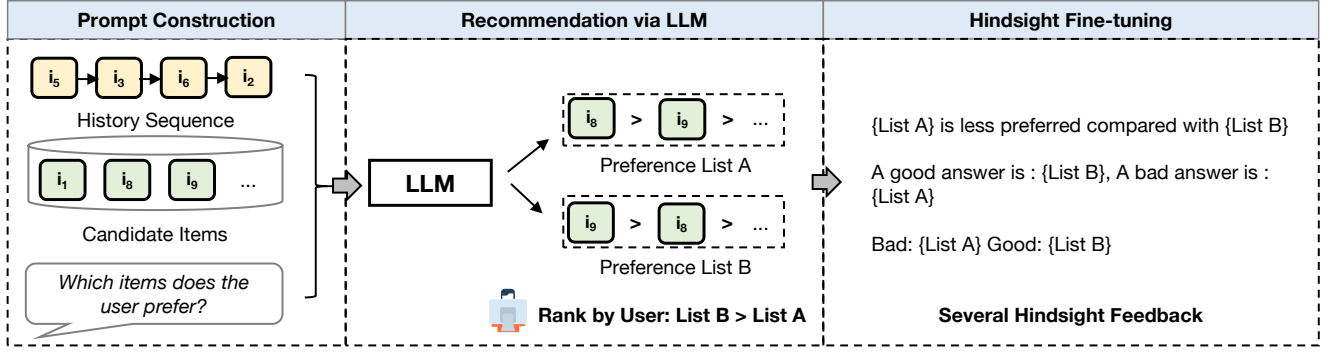 Prompt Construction
i5
i3
i6
i2
History Sequence
i1
i8
i9
...
Candidate Items
Which items does the
user prefer?
Recommendation via LLM
LLM
i8 > i9 > ...
Preference List A
i9 > i8 > ...
Preference List B
Rank by User: List B > List A
Hindsight Fine-tuning
{List A} is less preferred compared with {List B}
A good answer is : {List B}, A bad answer is :
{List A}
Bad: {List A} Good: {List B}
Several Hindsight Feedback